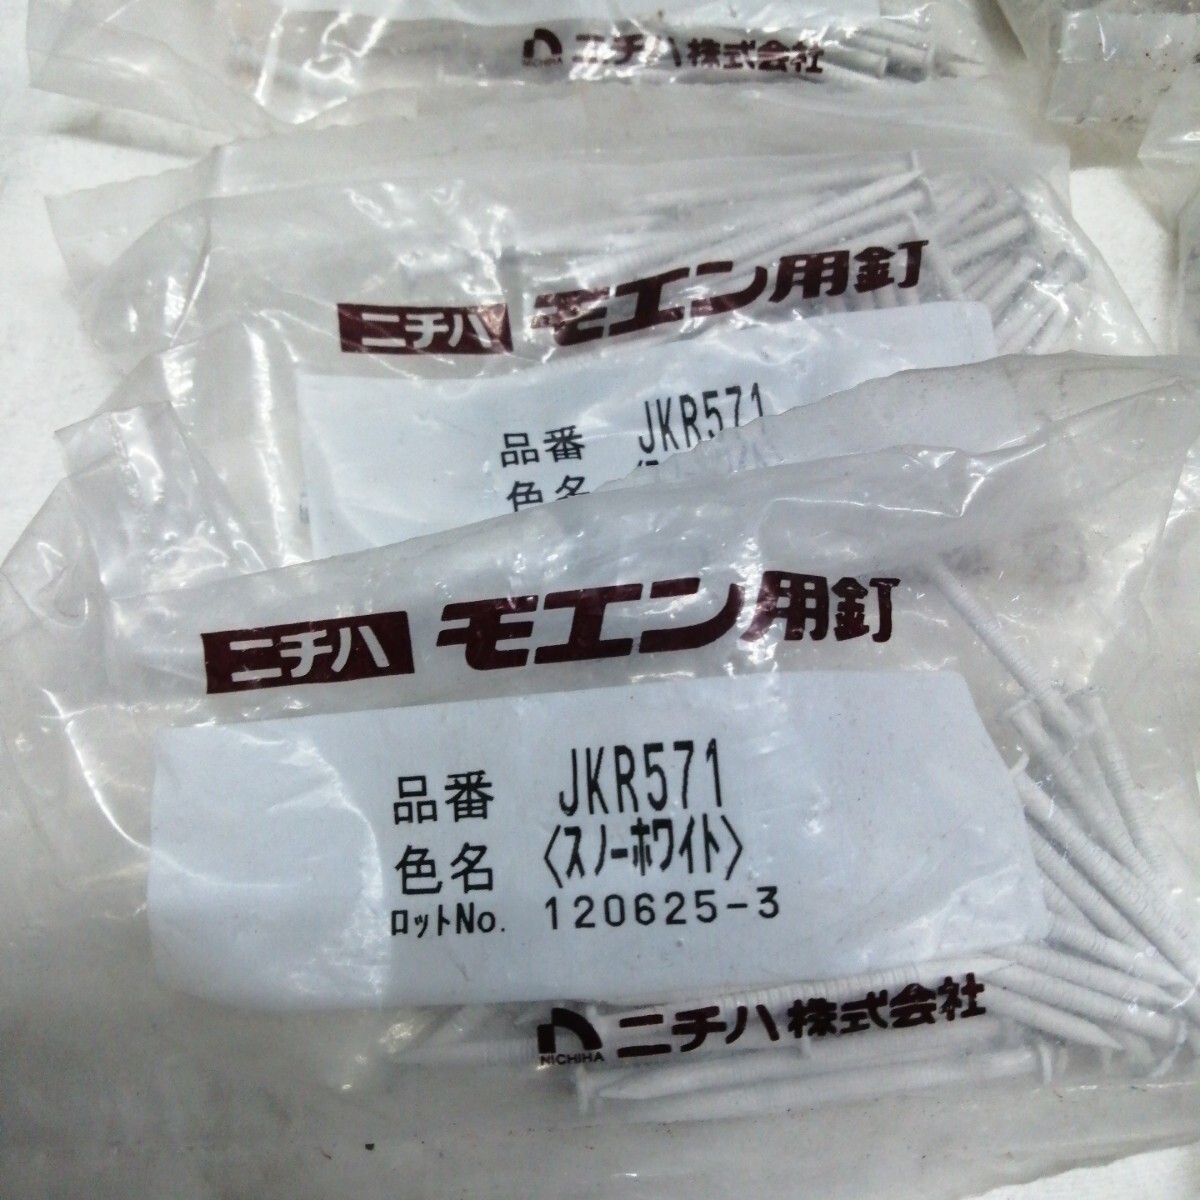 NICHIHA ニチハ株式会社
ニチハ モエン用釘
品番 JKR571
色名
ニチハ モエン用釘
品番 JKR571
色名 〈スノーホワイト〉
ロットNo. 120625-3
NICHIHA ニチハ株式会社